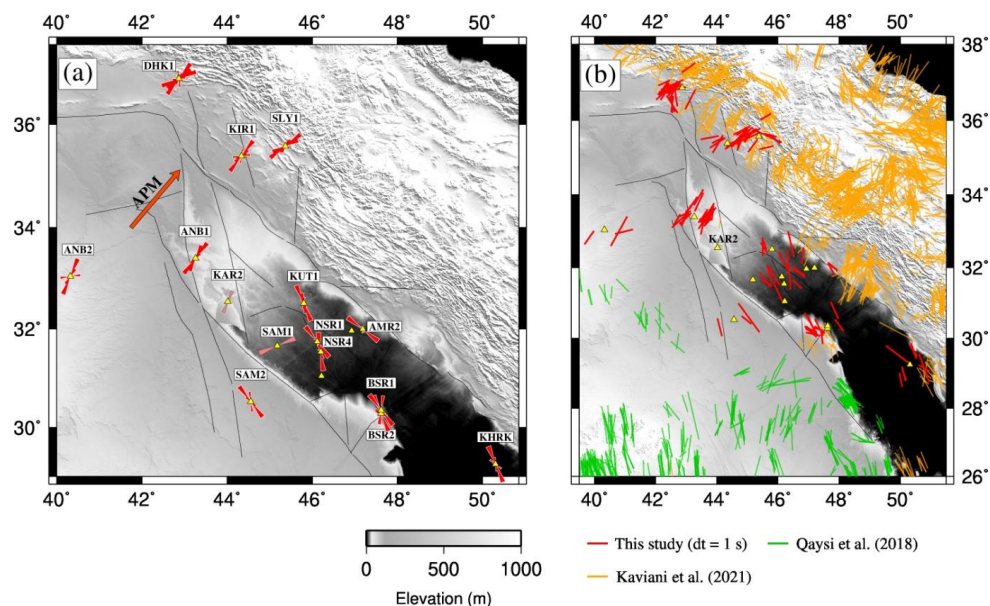 40° 42° 44° 46° 48° 50°
(a)
DHK1
SLY1
KIR1
APM
ANB1
ANB2
KAR2
KUT1
NSR1
AMR2
SAM1
NSR4
SAM2
BSR1
BSR2
KHRK
36°
34°
32°
30°
40° 42° 44° 46° 48° 50°
0 500 1000
Elevation (m)
40° 42° 44° 46° 48° 50°
(b)
KAR2
38°
36°
34°
32°
30°
28°
26°
40° 42° 44° 46° 48° 50°
This study (dt = 1 s) Qaysi et al. (2018)
Kaviani et al. (2021)